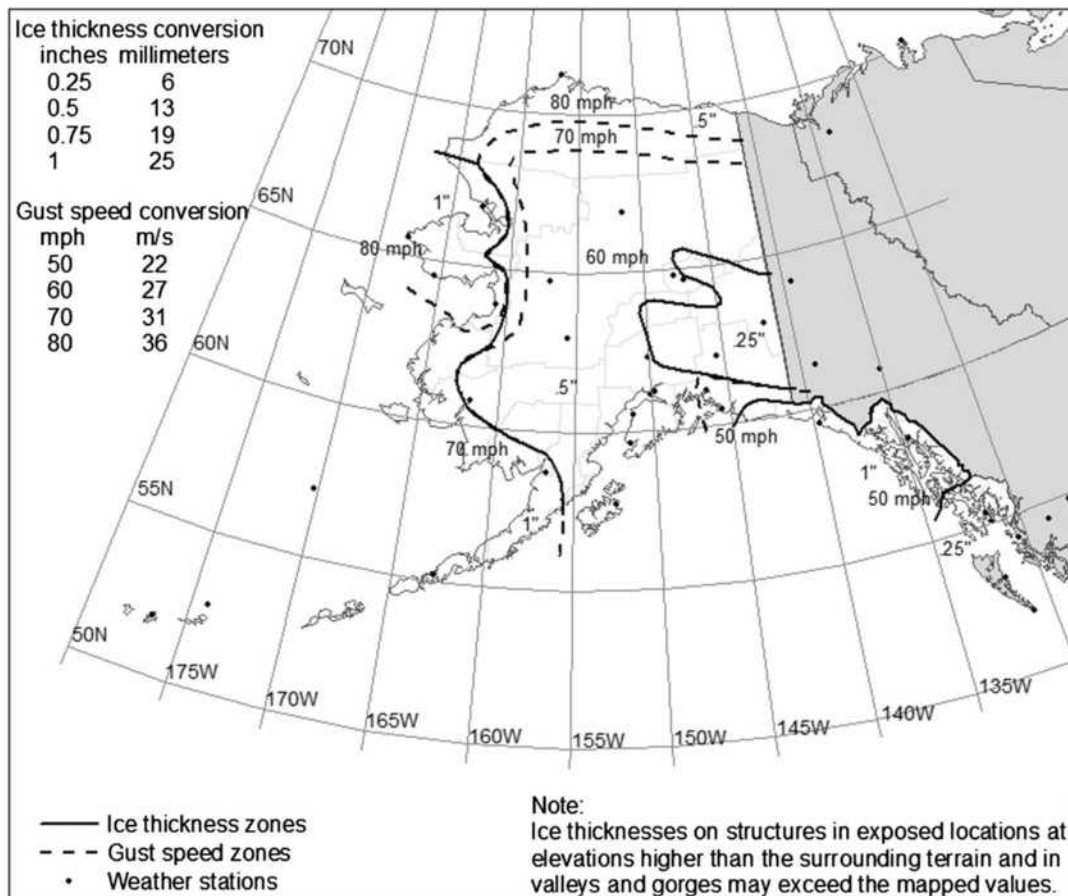 Ice thickness conversion
inches millimeters
0.25 6
0.5 13
0.75 19
1 25
Gust speed conversion
mph m/s
50 22
60 27
70 31
80 36
70N
65N
60N
55N
50N
80 mph
.5"
70 mph
1"
80 mph
60 mph
.25"
.5"
70 mph
50 mph
1"
50 mph
1"
.25"
175W
170W
165W
160W
155W
150W
145W
140W
135W
Ice thickness zones
Gust speed zones
Weather stations
Note:
Ice thicknesses on structures in exposed locations at
elevations higher than the surrounding terrain and in
valleys and gorges may exceed the mapped values.